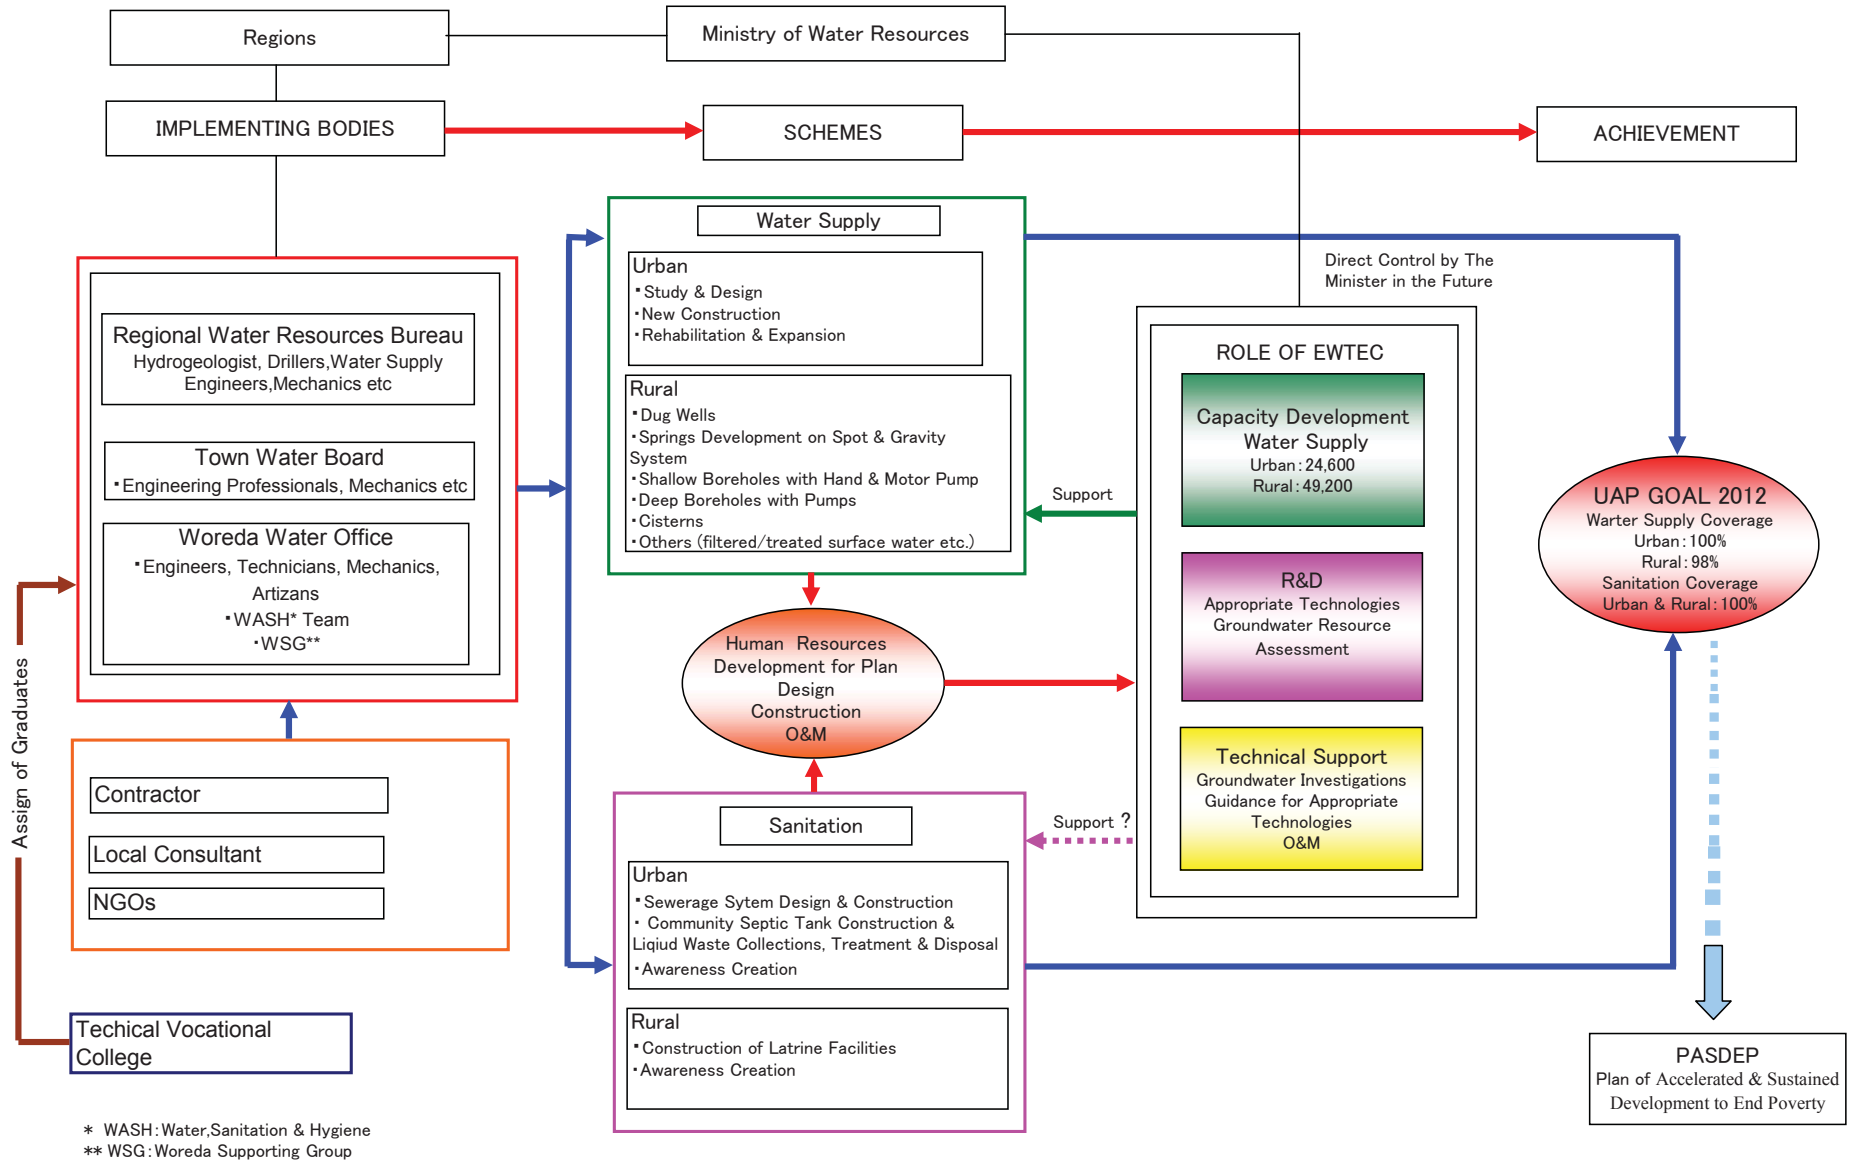 Regions
Ministry of Water Resources
IMPLEMENTING BODIES
SCHEMES
ACHIEVEMENT
Regional Water Resources Bureau
Hydrogeologist, Drillers,Water Supply
Engineers,Mechanics etc
Town Water Board
・Engineering Professionals, Mechanics etc
Woreda Water Office
・Engineers, Technicians, Mechanics,
Artizans
・WASH* Team
・WSG**
Assign of Graduates
Contractor
Local Consultant
NGOs
Techical Vocational
College
* WASH:Water,Sanitation & Hygiene
** WSG:Woreda Supporting Group
Water Supply
Urban
・Study & Design
・New Construction
・Rehabilitation & Expansion
Rural
・Dug Wells
・Springs Development on Spot & Gravity
System
・Shallow Boreholes with Hand & Motor Pump
・Deep Boreholes with Pumps
・Cisterns
・Others (filtered/treated surface water etc.)
Human Resources
Development for Plan
Design
Construction
O&M
Sanitation
Urban
・Sewerage Sytem Design & Construction
・ Community Septic Tank Construction &
Liqiud Waste Collections, Treatment & Disposal
・Awareness Creation
Rural
・Construction of Latrine Facilities
・Awareness Creation
Support
Support ?
Direct Control by The
Minister in the Future
ROLE OF EWTEC
Capacity Development
Water Supply
Urban:24,600
Rural:49,200
R&D
Appropriate Technologies
Groundwater Resource
Assessment
Technical Support
Groundwater Investigations
Guidance for Appropriate
Technologies
O&M
UAP GOAL 2012
Warter Supply Coverage
Urban:100%
Rural:98%
Sanitation Coverage
Urban & Rural:100%
PASDEP
Plan of Accelerated & Sustained
Development to End Poverty